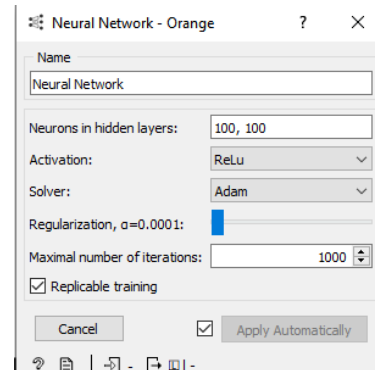 Neural Network - Orange ? ×
Name
Neural Network
Neurons in hidden layers: 100, 100
Activation: ReLu
Solver: Adam
Regularization, α=0.0001:
Maximal number of iterations: 1000
Replicable training
Cancel Apply Automatically
? | - - | -